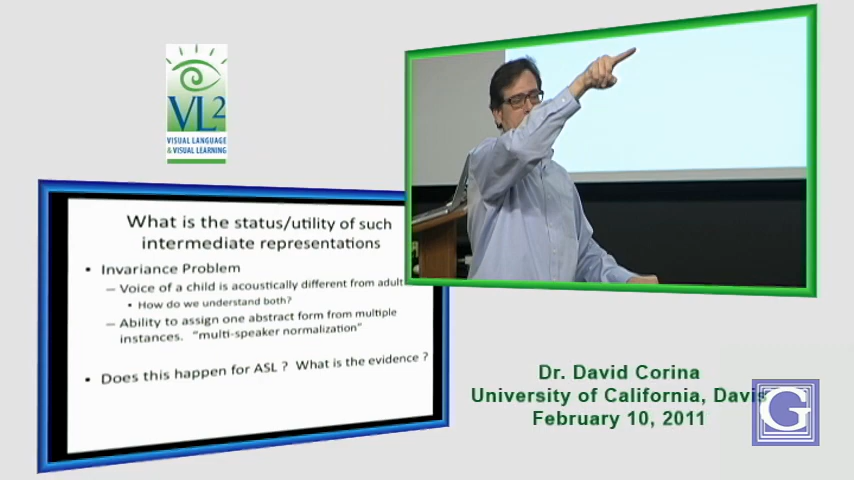 VL2
VISUAL LANGUAGE
& VISUAL LEARNING
What is the status/utility of such
intermediate representations
• Invariance Problem
– Voice of a child is acoustically different from adult
• How do we understand both?
– Ability to assign one abstract form from multiple
instances. “multi-speaker normalization”
• Does this happen for ASL ? What is the evidence ?
Dr. David Corina
University of California, Davis
February 10, 2011
G